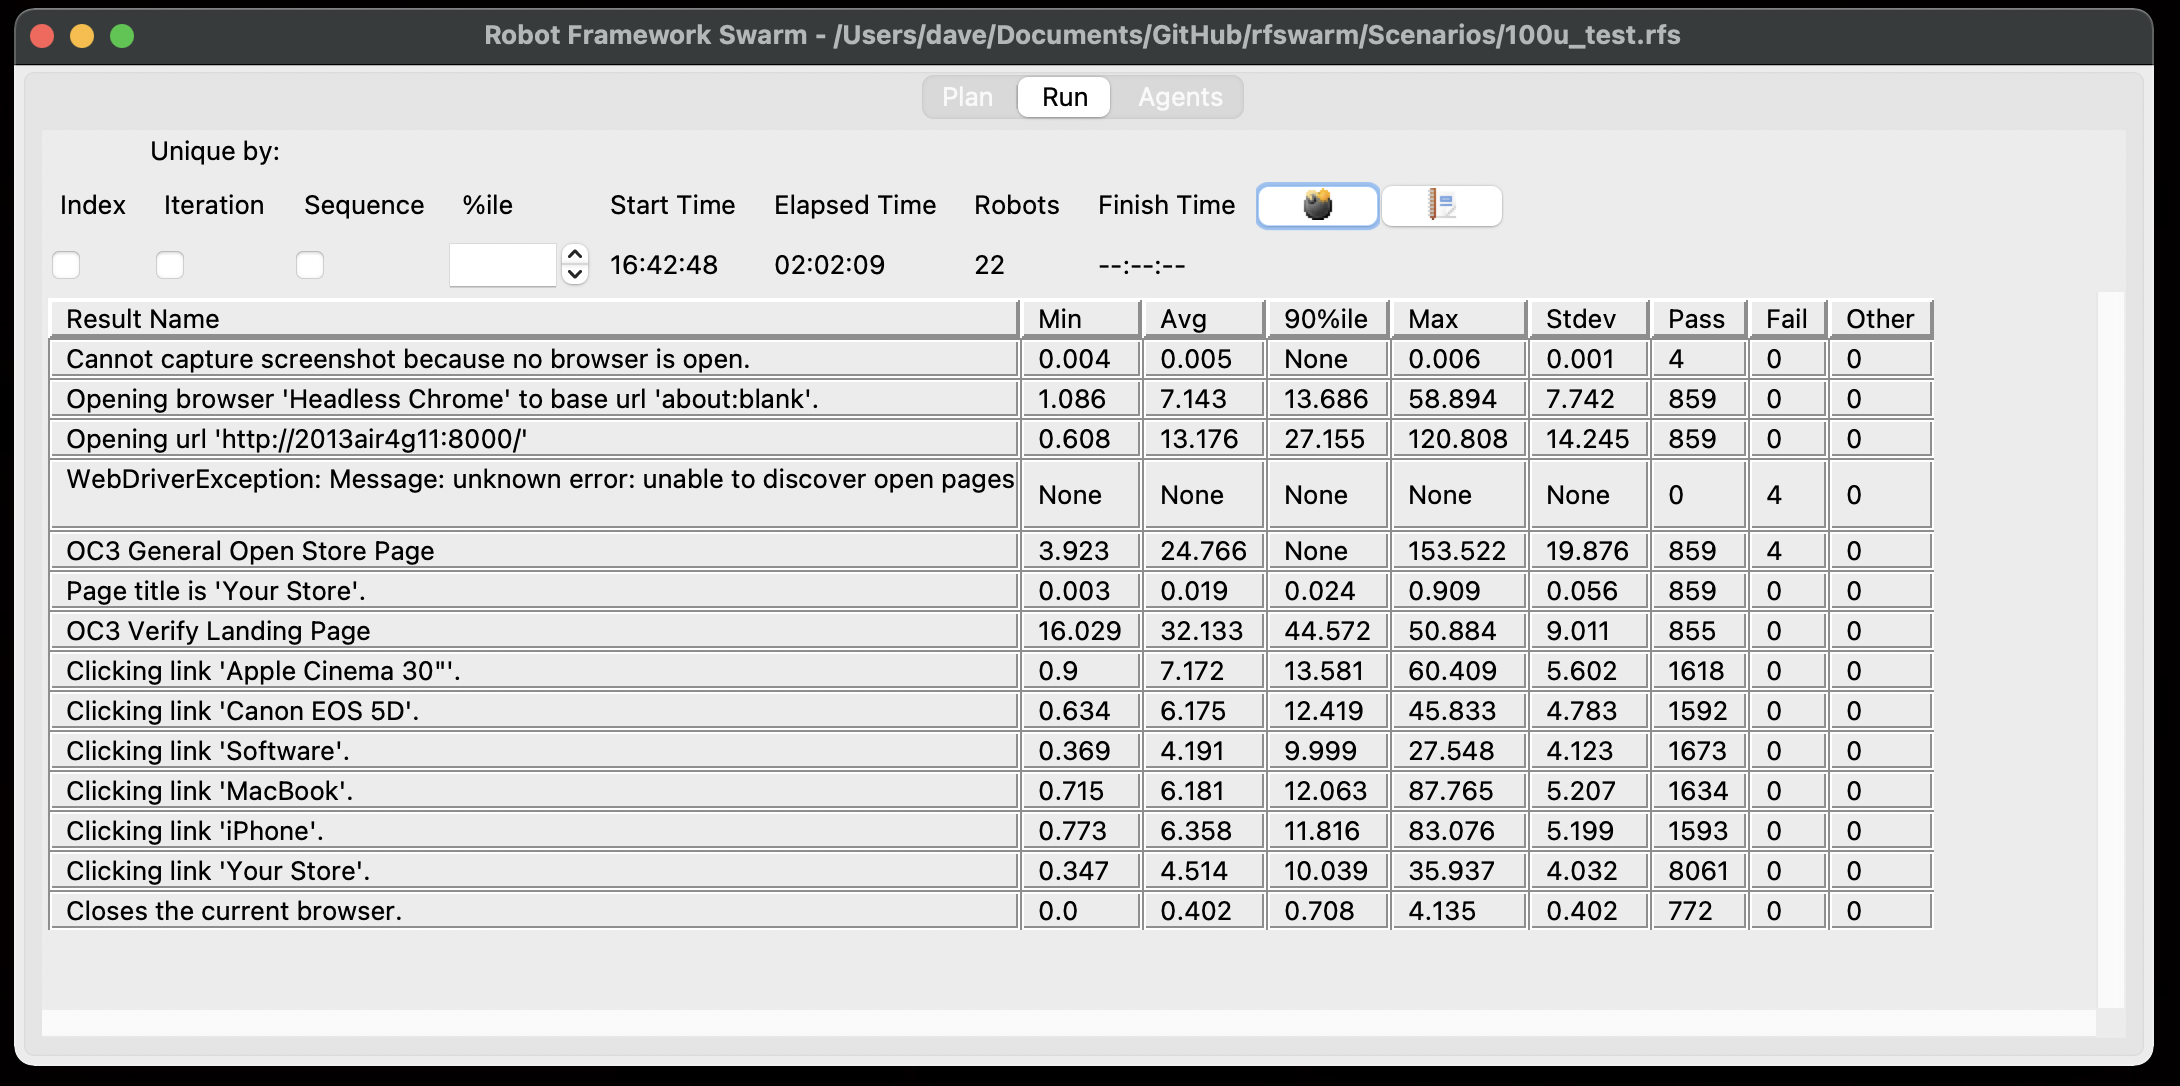 Robot Framework Swarm - /Users/dave/Documents/GitHub/rfswarm/Scenarios/100u_test.rfs
Plan Run Agents
Unique by:
Index Iteration Sequence %ile Start Time Elapsed Time Robots Finish Time
16:42:48 02:02:09 22 --:--:--
Result Name Min Avg 90%ile Max Stdev Pass Fail Other
Cannot capture screenshot because no browser is open. 0.004 0.005 None 0.006 0.001 4 0 0
Opening browser 'Headless Chrome' to base url 'about:blank'. 1.086 7.143 13.686 58.894 7.742 859 0 0
Opening url 'http://2013air4g11:8000/' 0.608 13.176 27.155 120.808 14.245 859 0 0
WebDriverException: Message: unknown error: unable to discover open pages None None None None None 0 4 0
OC3 General Open Store Page 3.923 24.766 None 153.522 19.876 859 4 0
Page title is 'Your Store'. 0.003 0.019 0.024 0.909 0.056 859 0 0
OC3 Verify Landing Page 16.029 32.133 44.572 50.884 9.011 855 0 0
Clicking link 'Apple Cinema 30"'. 0.9 7.172 13.581 60.409 5.602 1618 0 0
Clicking link 'Canon EOS 5D'. 0.634 6.175 12.419 45.833 4.783 1592 0 0
Clicking link 'Software'. 0.369 4.191 9.999 27.548 4.123 1673 0 0
Clicking link 'MacBook'. 0.715 6.181 12.063 87.765 5.207 1634 0 0
Clicking link 'iPhone'. 0.773 6.358 11.816 83.076 5.199 1593 0 0
Clicking link 'Your Store'. 0.347 4.514 10.039 35.937 4.032 8061 0 0
Closes the current browser. 0.0 0.402 0.708 4.135 0.402 772 0 0